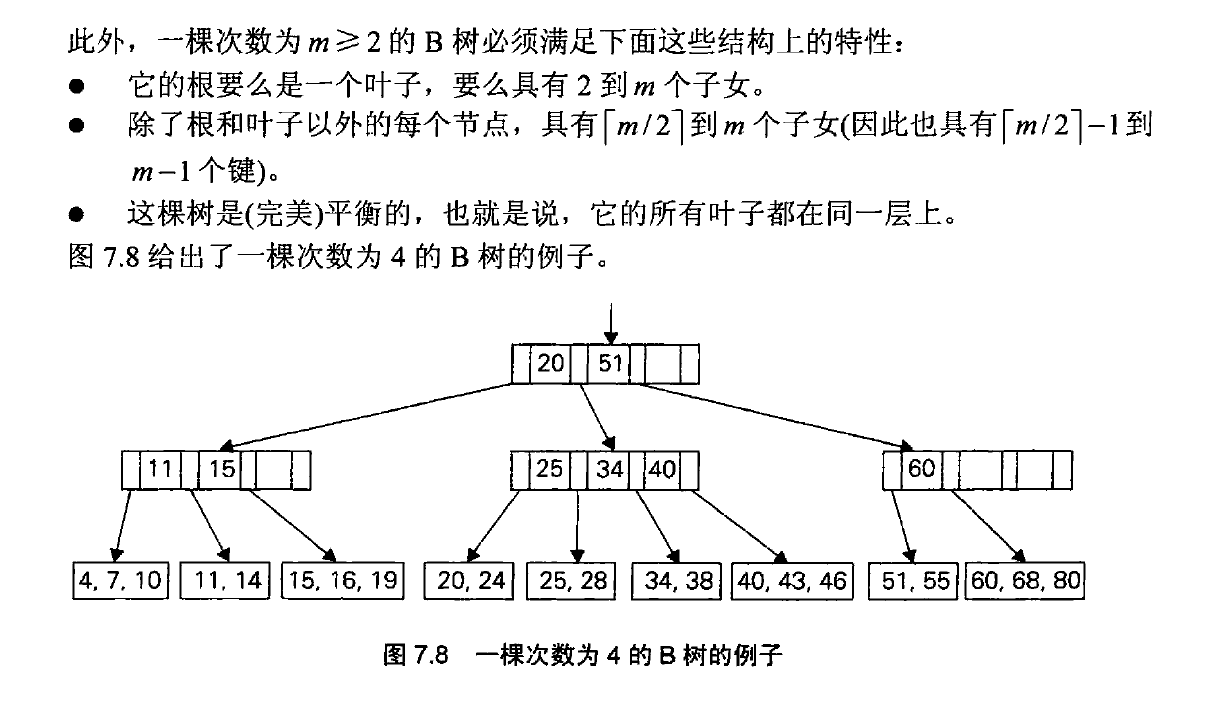 此外，一棵次数为 m≥2 的 B 树必须满足下面这些结构上的特性：
● 它的根要么是一个叶子，要么具有 2 到 m 个子女。
● 除了根和叶子以外的每个节点，具有⌈m/2⌉到 m 个子女(因此也具有⌈m/2⌉−1到
m−1个键)。
● 这棵树是(完美)平衡的，也就是说，它的所有叶子都在同一层上。
图 7.8 给出了一棵次数为 4 的 B 树的例子。
20 51
11 15 25 34 40 60
4, 7, 10 11, 14 15, 16, 19 20, 24 25, 28 34, 38 40, 43, 46 51, 55 60, 68, 80
图 7.8 一棵次数为 4 的 B 树的例子